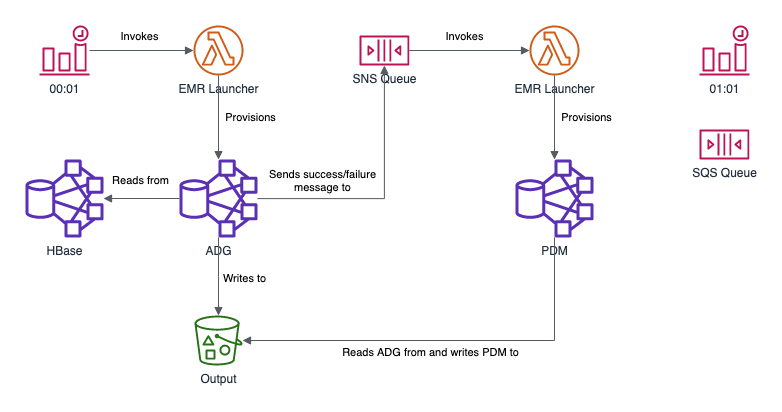 Invokes
Invokes
SNS Queue
00:01
EMR Launcher
EMR Launcher
01:01
Provisions
Provisions
SQS Queue
Reads from
Sends success/failure
message to
HBase
ADG
PDM
Writes to
Reads ADG from and writes PDM to
Output